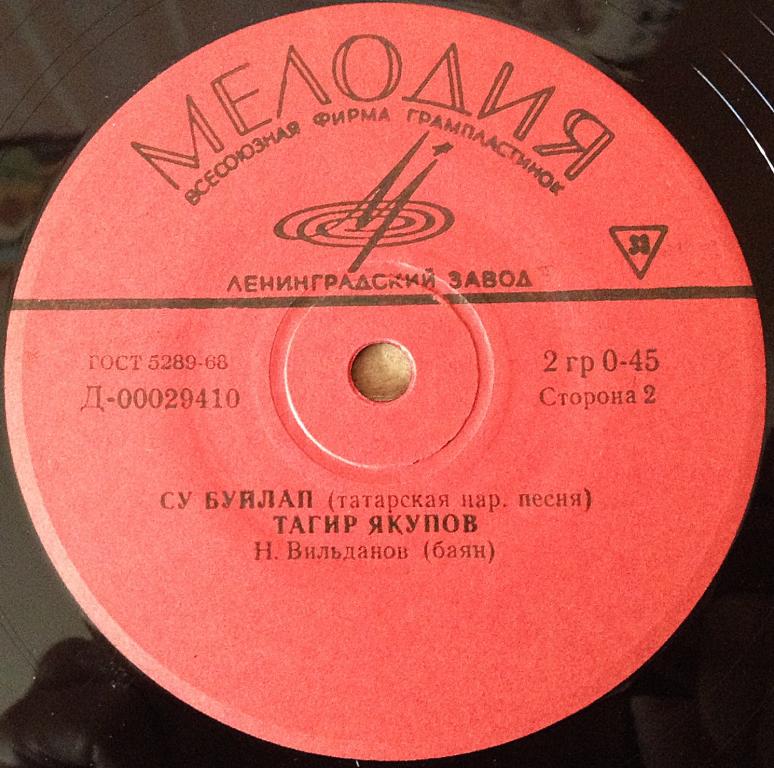 МЕЛОДИЯ
ВСЕСОЮЗНАЯ ФИРМА ГРАМПЛАСТИНОК
33
ЛЕНИНГРАДСКИЙ ЗАВОД
ГОСТ 5289-68
2 гр 0-45
Д-00029410
Сторона 2
СУ БУЙЛАП (татарская нар. песня)
ТАГИР ЯКУПОВ
Н. Вильданов (баян)